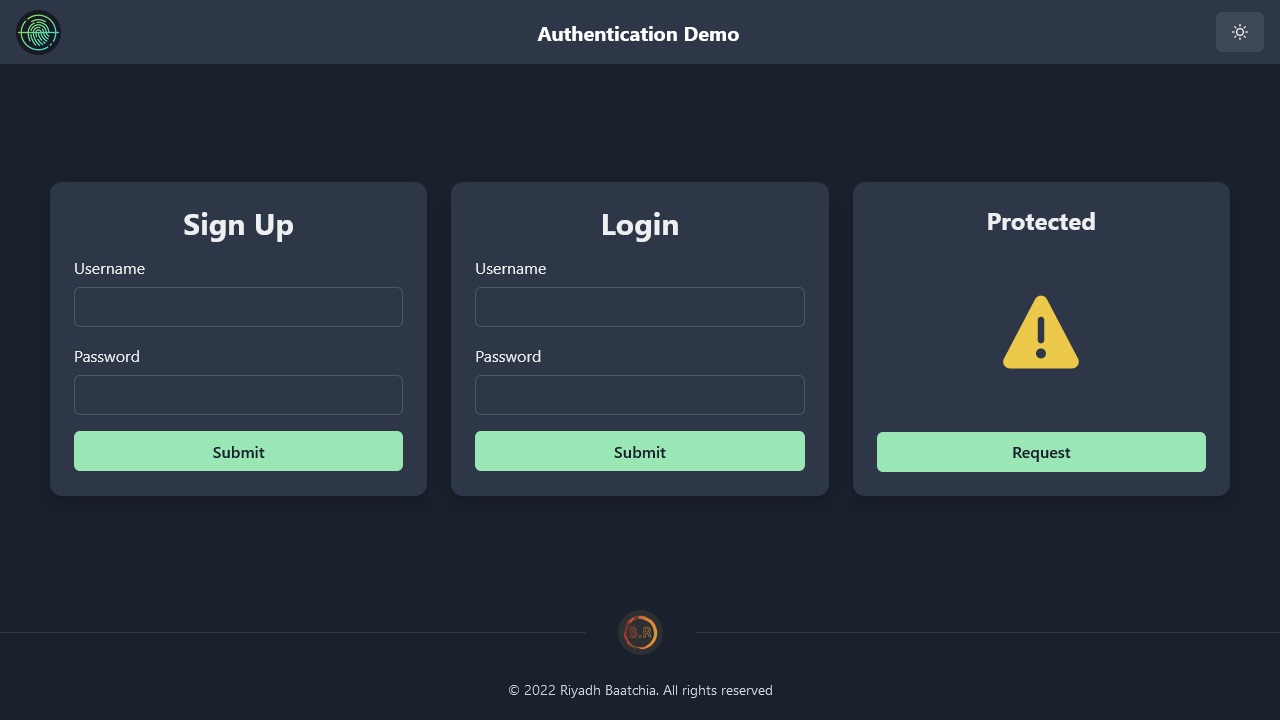 Authentication Demo
Sign Up
Username
Password
Submit
Login
Username
Password
Submit
Protected
Request
B.R
© 2022 Riyadh Baatchia. All rights reserved